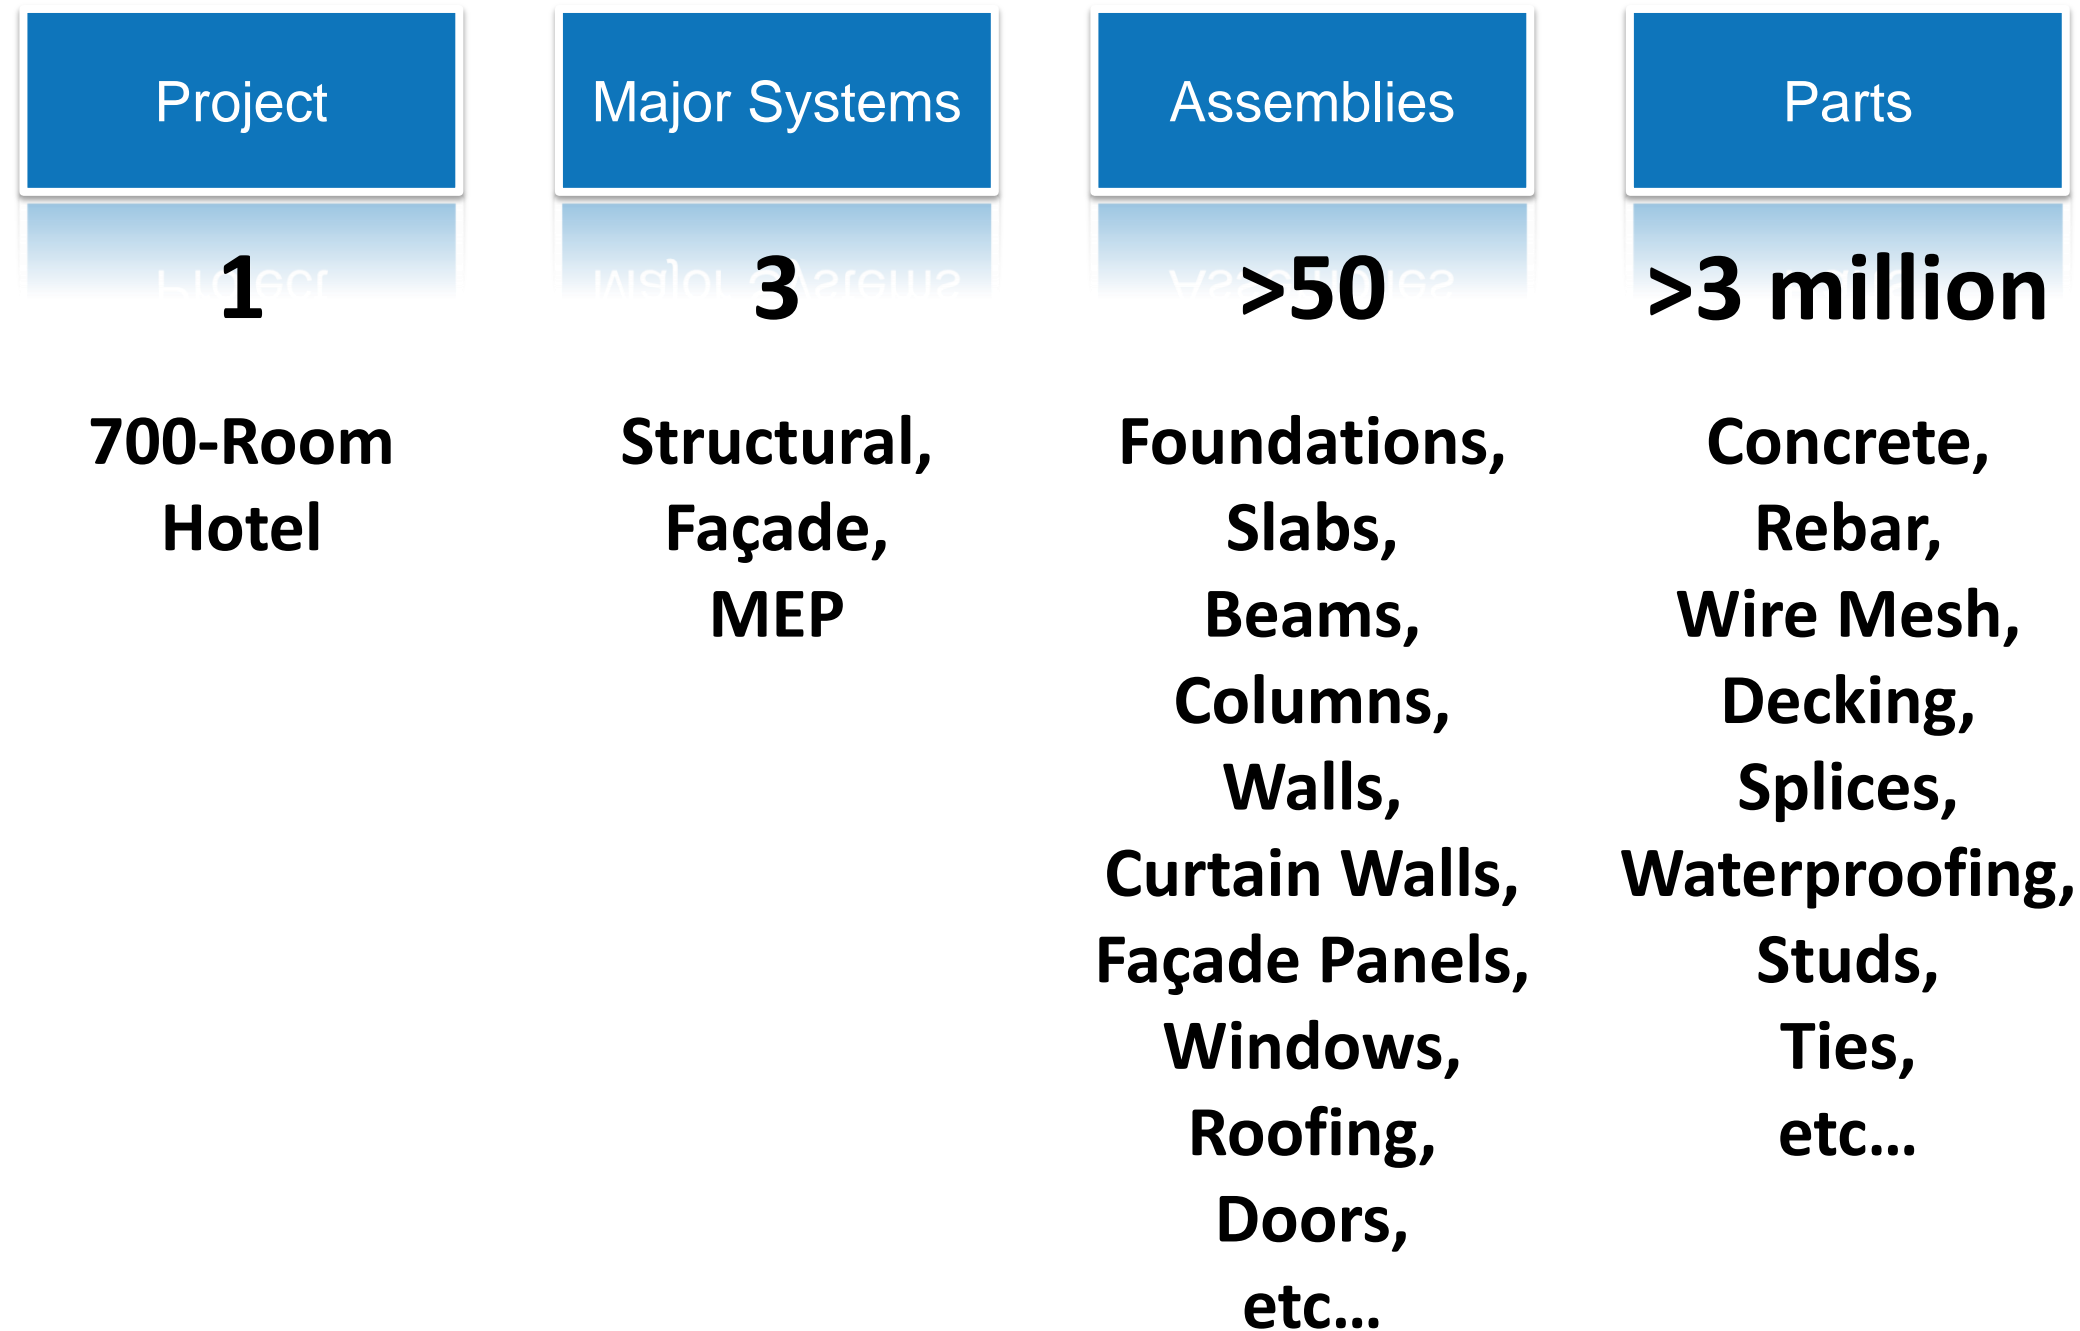 Project
1
700-Room
Hotel
Major Systems
3
Structural,
Façade,
MEP
Assemblies
>50
Foundations,
Slabs,
Beams,
Columns,
Walls,
Curtain Walls,
Façade Panels,
Windows,
Roofing,
Doors,
etc…
Parts
>3 million
Concrete,
Rebar,
Wire Mesh,
Decking,
Splices,
Waterproofing,
Studs,
Ties,
etc…